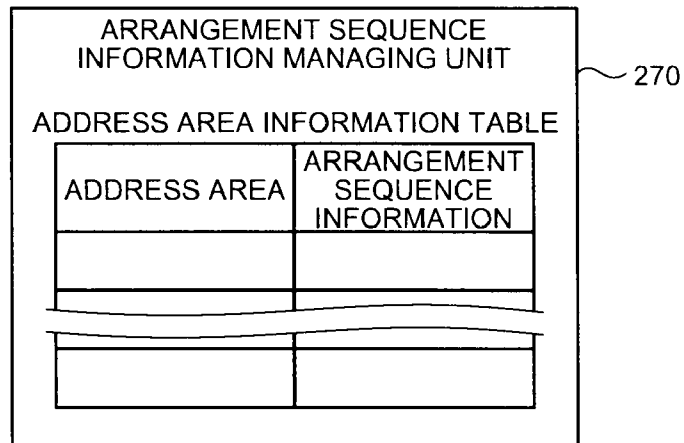 ARRANGEMENT SEQUENCE
INFORMATION MANAGING UNIT
270
ADDRESS AREA INFORMATION TABLE
ADDRESS AREA
ARRANGEMENT
SEQUENCE
INFORMATION